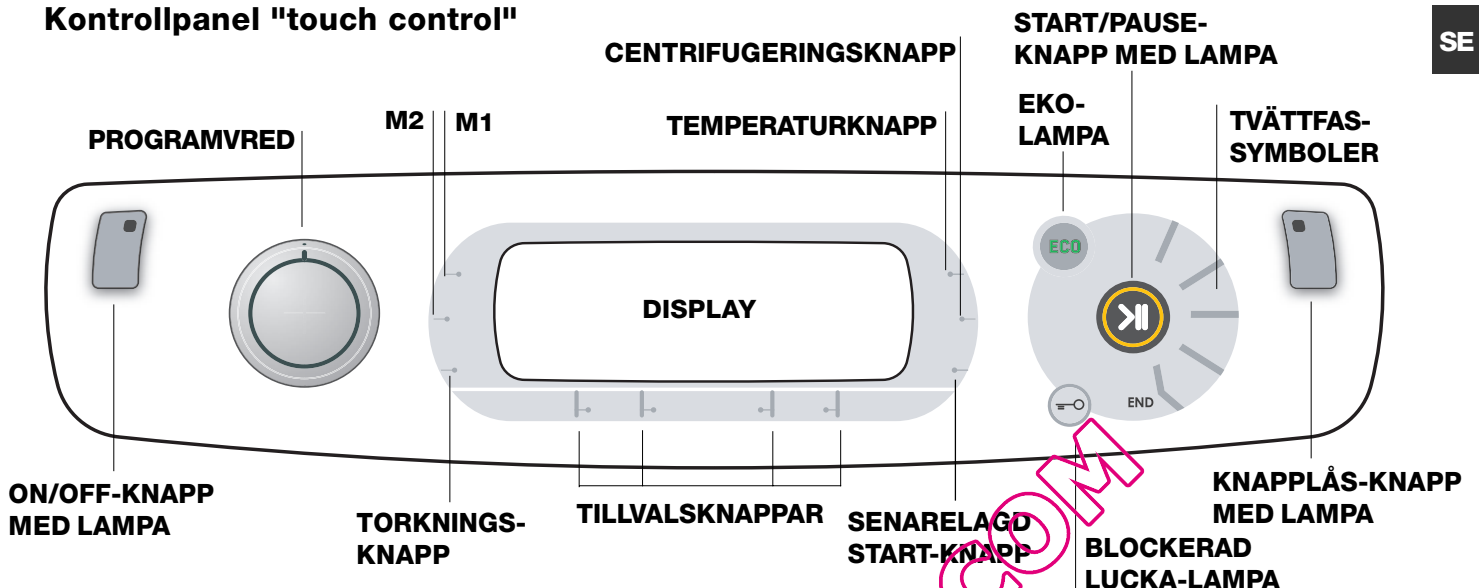 Kontrollpanel "touch control"
SE
START/PAUSE-
KNAPP MED LAMPA
CENTRIFUGERINGSKNAPP
EKO-
LAMPA
M2 M1
TEMPERATURKNAPP
TVÄTTFAS-
SYMBOLER
PROGRAMVRED
ECO
DISPLAY
END
ON/OFF-KNAPP
MED LAMPA
TORKNINGS-
KNAPP
TILLVALSKNAPPAR
SENARELAGD
START-KNAPP
KNAPPLÅS-KNAPP
MED LAMPA
BLOCKERAD
LUCKA-LAMPA
COM